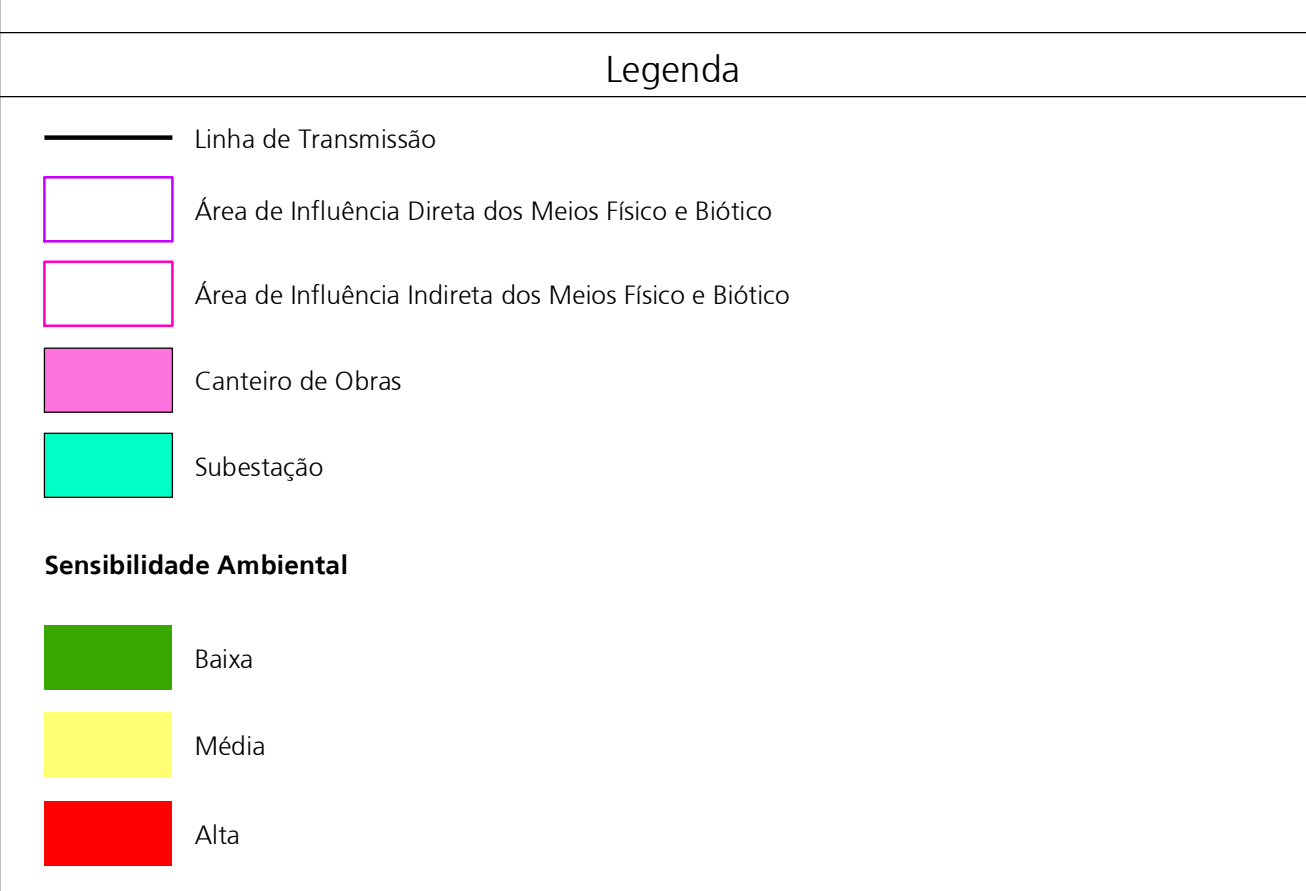 Legenda
Linha de Transmissão
Área de Influência Direta dos Meios Físico e Biótico
Área de Influência Indireta dos Meios Físico e Biótico
Canteiro de Obras
Subestação
Sensibilidade Ambiental
Baixa
Média
Alta